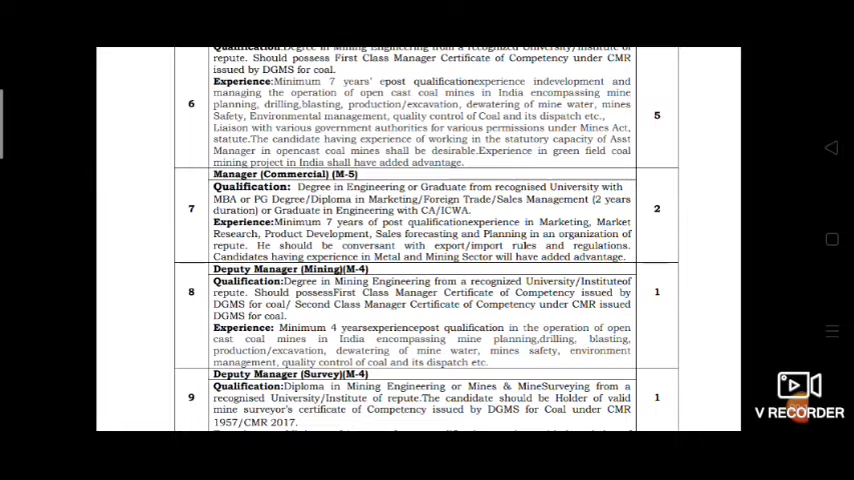 Qualification:Degree in Mining Engineering from a recognized University/Institute of
repute. Should possess First Class Manager Certificate of Competency under CMR
issued by DGMS for coal.
Experience:Minimum 7 years' epost qualificationexperience indevelopment and
managing the operation of open cast coal mines in India encompassing mine
6
planning, drilling,blasting, production/excavation, dewatering of mine water, mines
Safety, Environmental management, quality control of Coal and its dispatch etc.,
5
Liaison with various government authorities for various permissions under Mines Act,
statute.The candidate having experience of working in the statutory capacity of Asst
Manager in opencast coal mines shall be desirable.Experience in green field coal
mining project in India shall have added advantage.
Manager (Commercial) (M-5)
Qualification: Degree in Engineering or Graduate from recognised University with
MBA or PG Degree/Diploma in Marketing/Foreign Trade/Sales Management (2 years
7
duration) or Graduate in Engineering with CA/ICWA.
2
Experience:Minimum 7 years of post qualificationexperience in Marketing, Market
Research, Product Development, Sales forecasting and Planning in an organization of
repute. He should be conversant with export/import rules and regulations.
Candidates having experience in Metal and Mining Sector will have added advantage.
Deputy Manager (Mining)(M-4)
Qualification:Degree in Mining Engineering from a recognized University/Instituteof
8
repute. Should possessFirst Class Manager Certificate of Competency issued by
1
DGMS for coal/ Second Class Manager Certificate of Competency under CMR issued
DGMS for coal.
Experience: Minimum 4 yearsexperiencepost qualification in the operation of open
cast coal mines in India encompassing mine planning,drilling, blasting,
production/excavation, dewatering of mine water, mines safety, environment
management, quality control of coal and its dispatch etc.
Deputy Manager (Survey)(M-4)
Qualification:Diploma in Mining Engineering or Mines & MineSurveying from a
9
recognised University/Institute of repute.The candidate should be Holder of valid
1
mine surveyor's certificate of Competency issued by DGMS for Coal under CMR
1957/CMR 2017.
V RECORDER